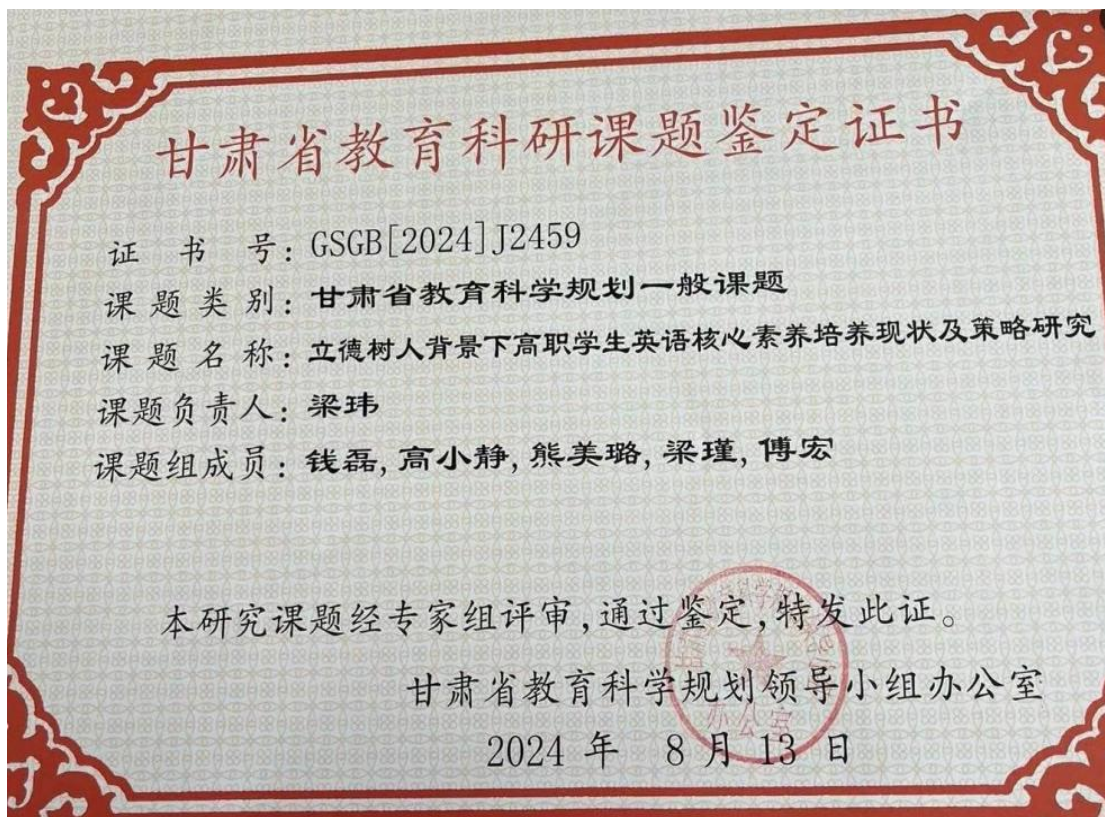 甘肃省教育科研课题鉴定证书
证 书 号：GSGB[2024]J2459
课题类别：甘肃省教育科学规划一般课题
课题名称：立德树人背景下高职学生英语核心素养培养现状及策略研究
课题负责人：梁玮
课题组成员：钱磊,高小静,熊美璐,梁瑾,傅宏
本研究课题经专家组评审,通过鉴定,特发此证。
甘肃省教育科学规划领导小组办公室
2024 年 8 月 13 日
办公室